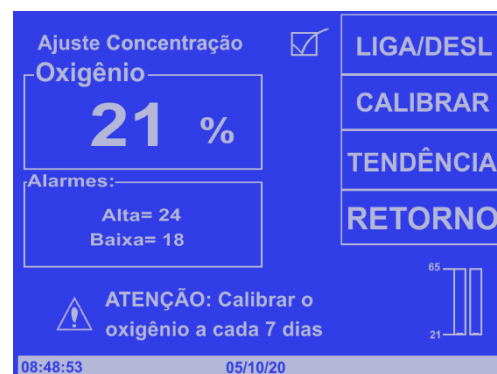 Ajuste Concentração
Oxigênio
21 %
Alarmes:
Alta= 24
Baixa= 18
ATENÇÃO: Calibrar o
oxigênio a cada 7 dias
LIGA/DESL
CALIBRAR
TENDÊNCIA
RETORNO
65
21
08:48:53 05/10/20